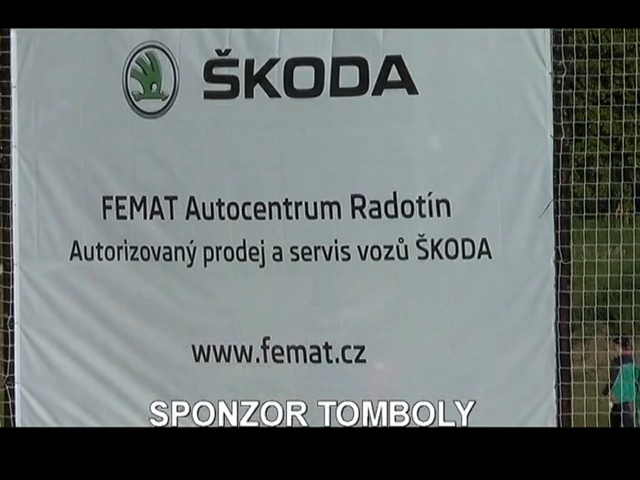 ŠKODA
FEMAT Autocentrum Radotín
Autorizovaný prodej a servis vozů ŠKODA
www.femat.cz
SPONZOR TOMBOLY